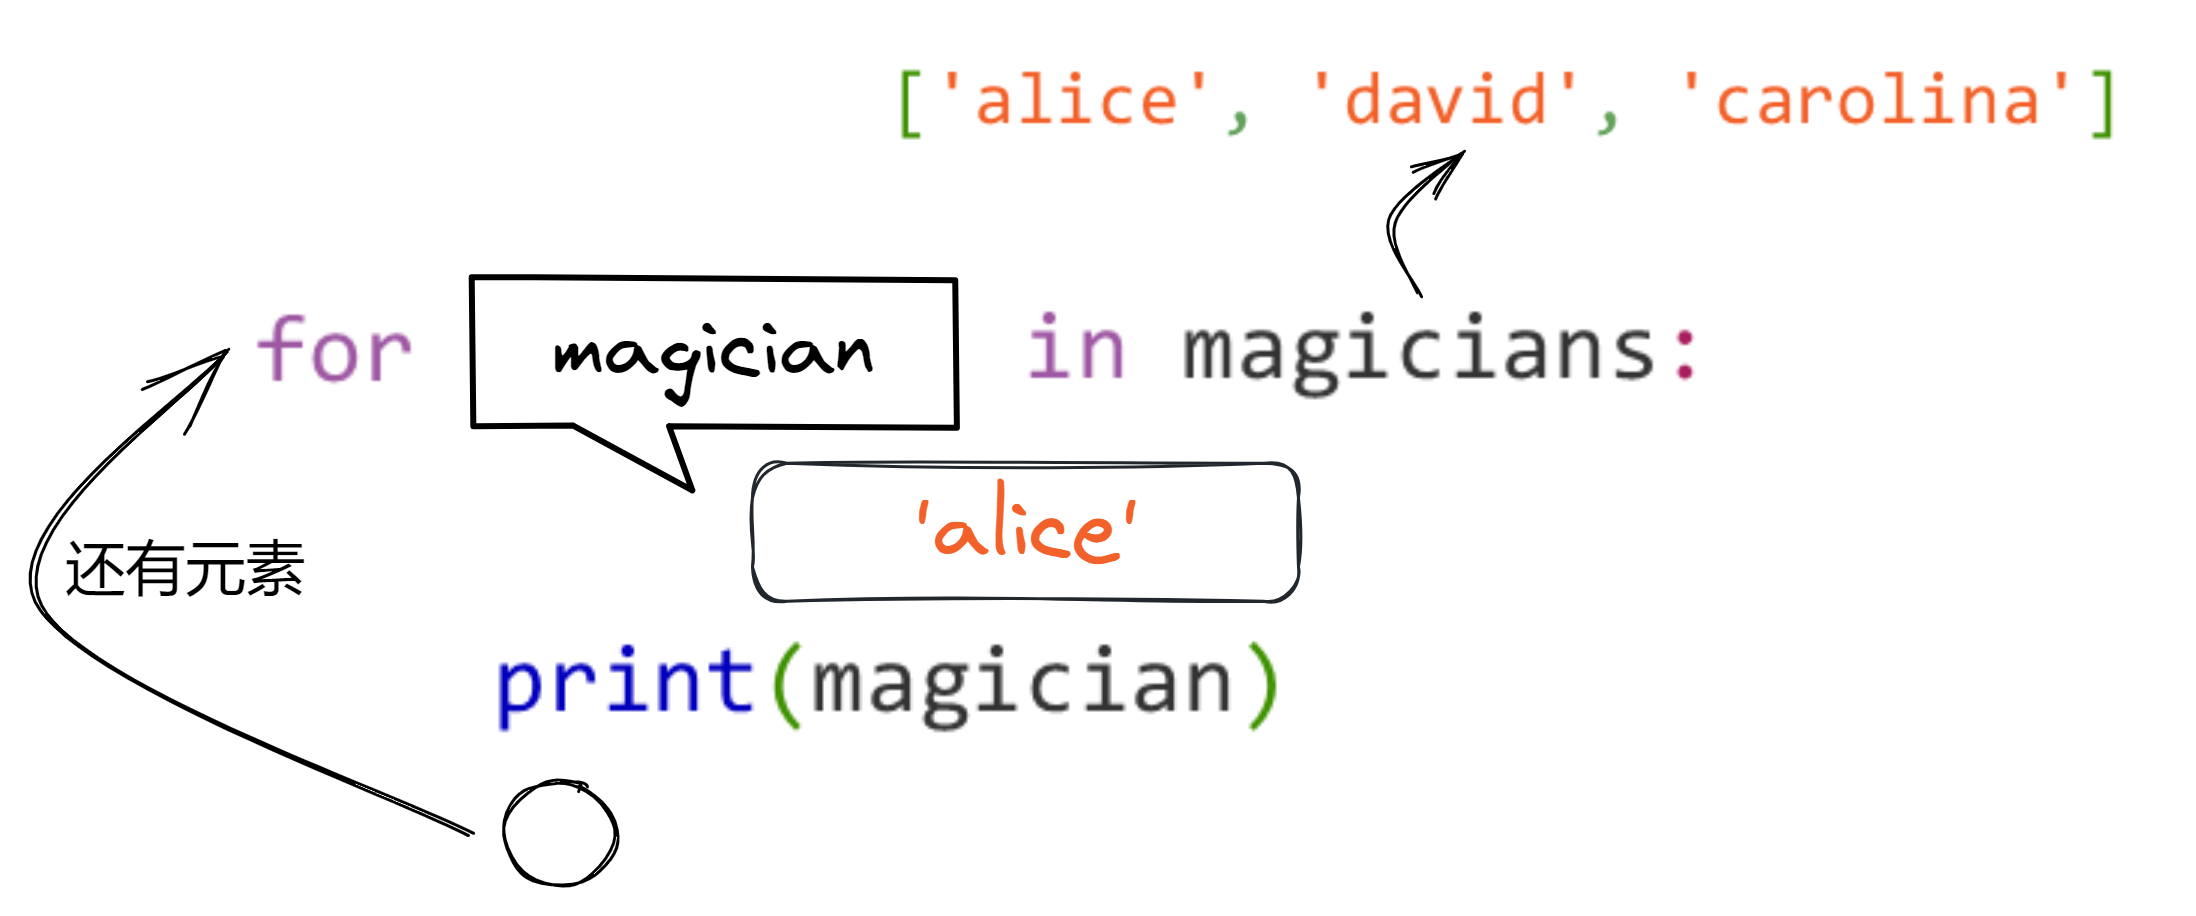 ['alice', 'david', 'carolina']
for magician in magicians:
'alice'
还有元素
print(magician)